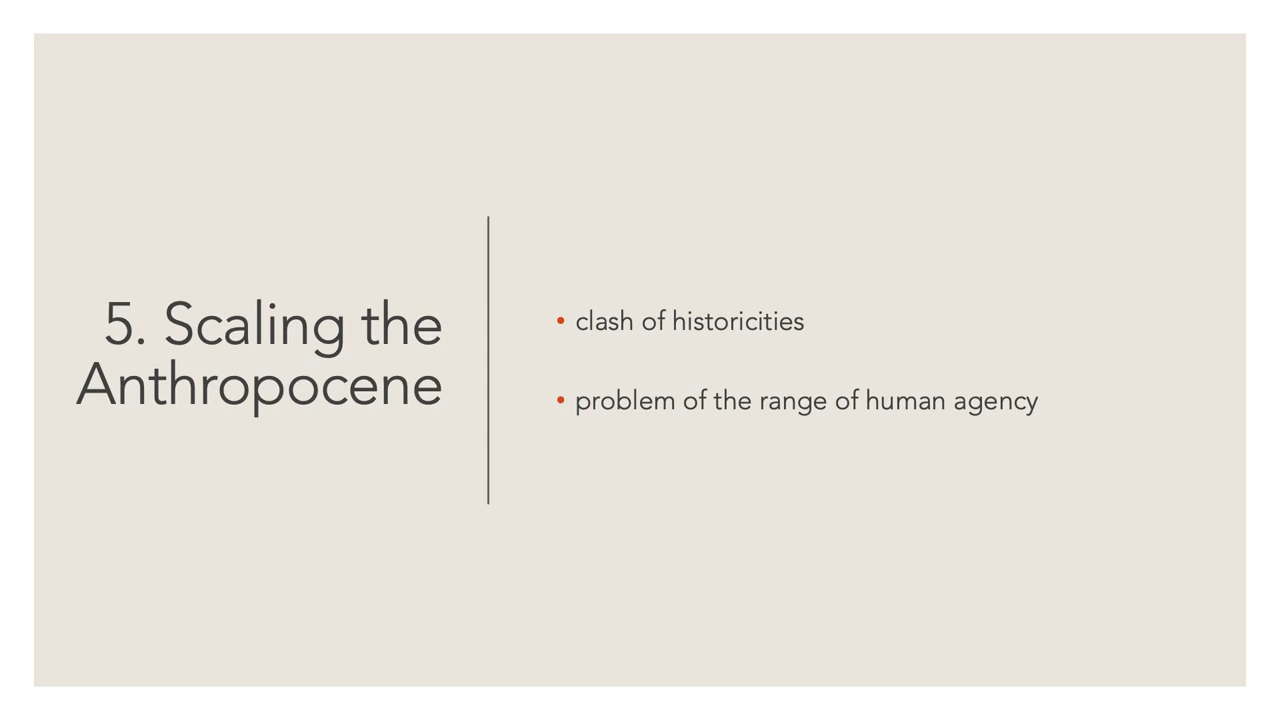 5. Scaling the
Anthropocene
• clash of historicities
• problem of the range of human agency